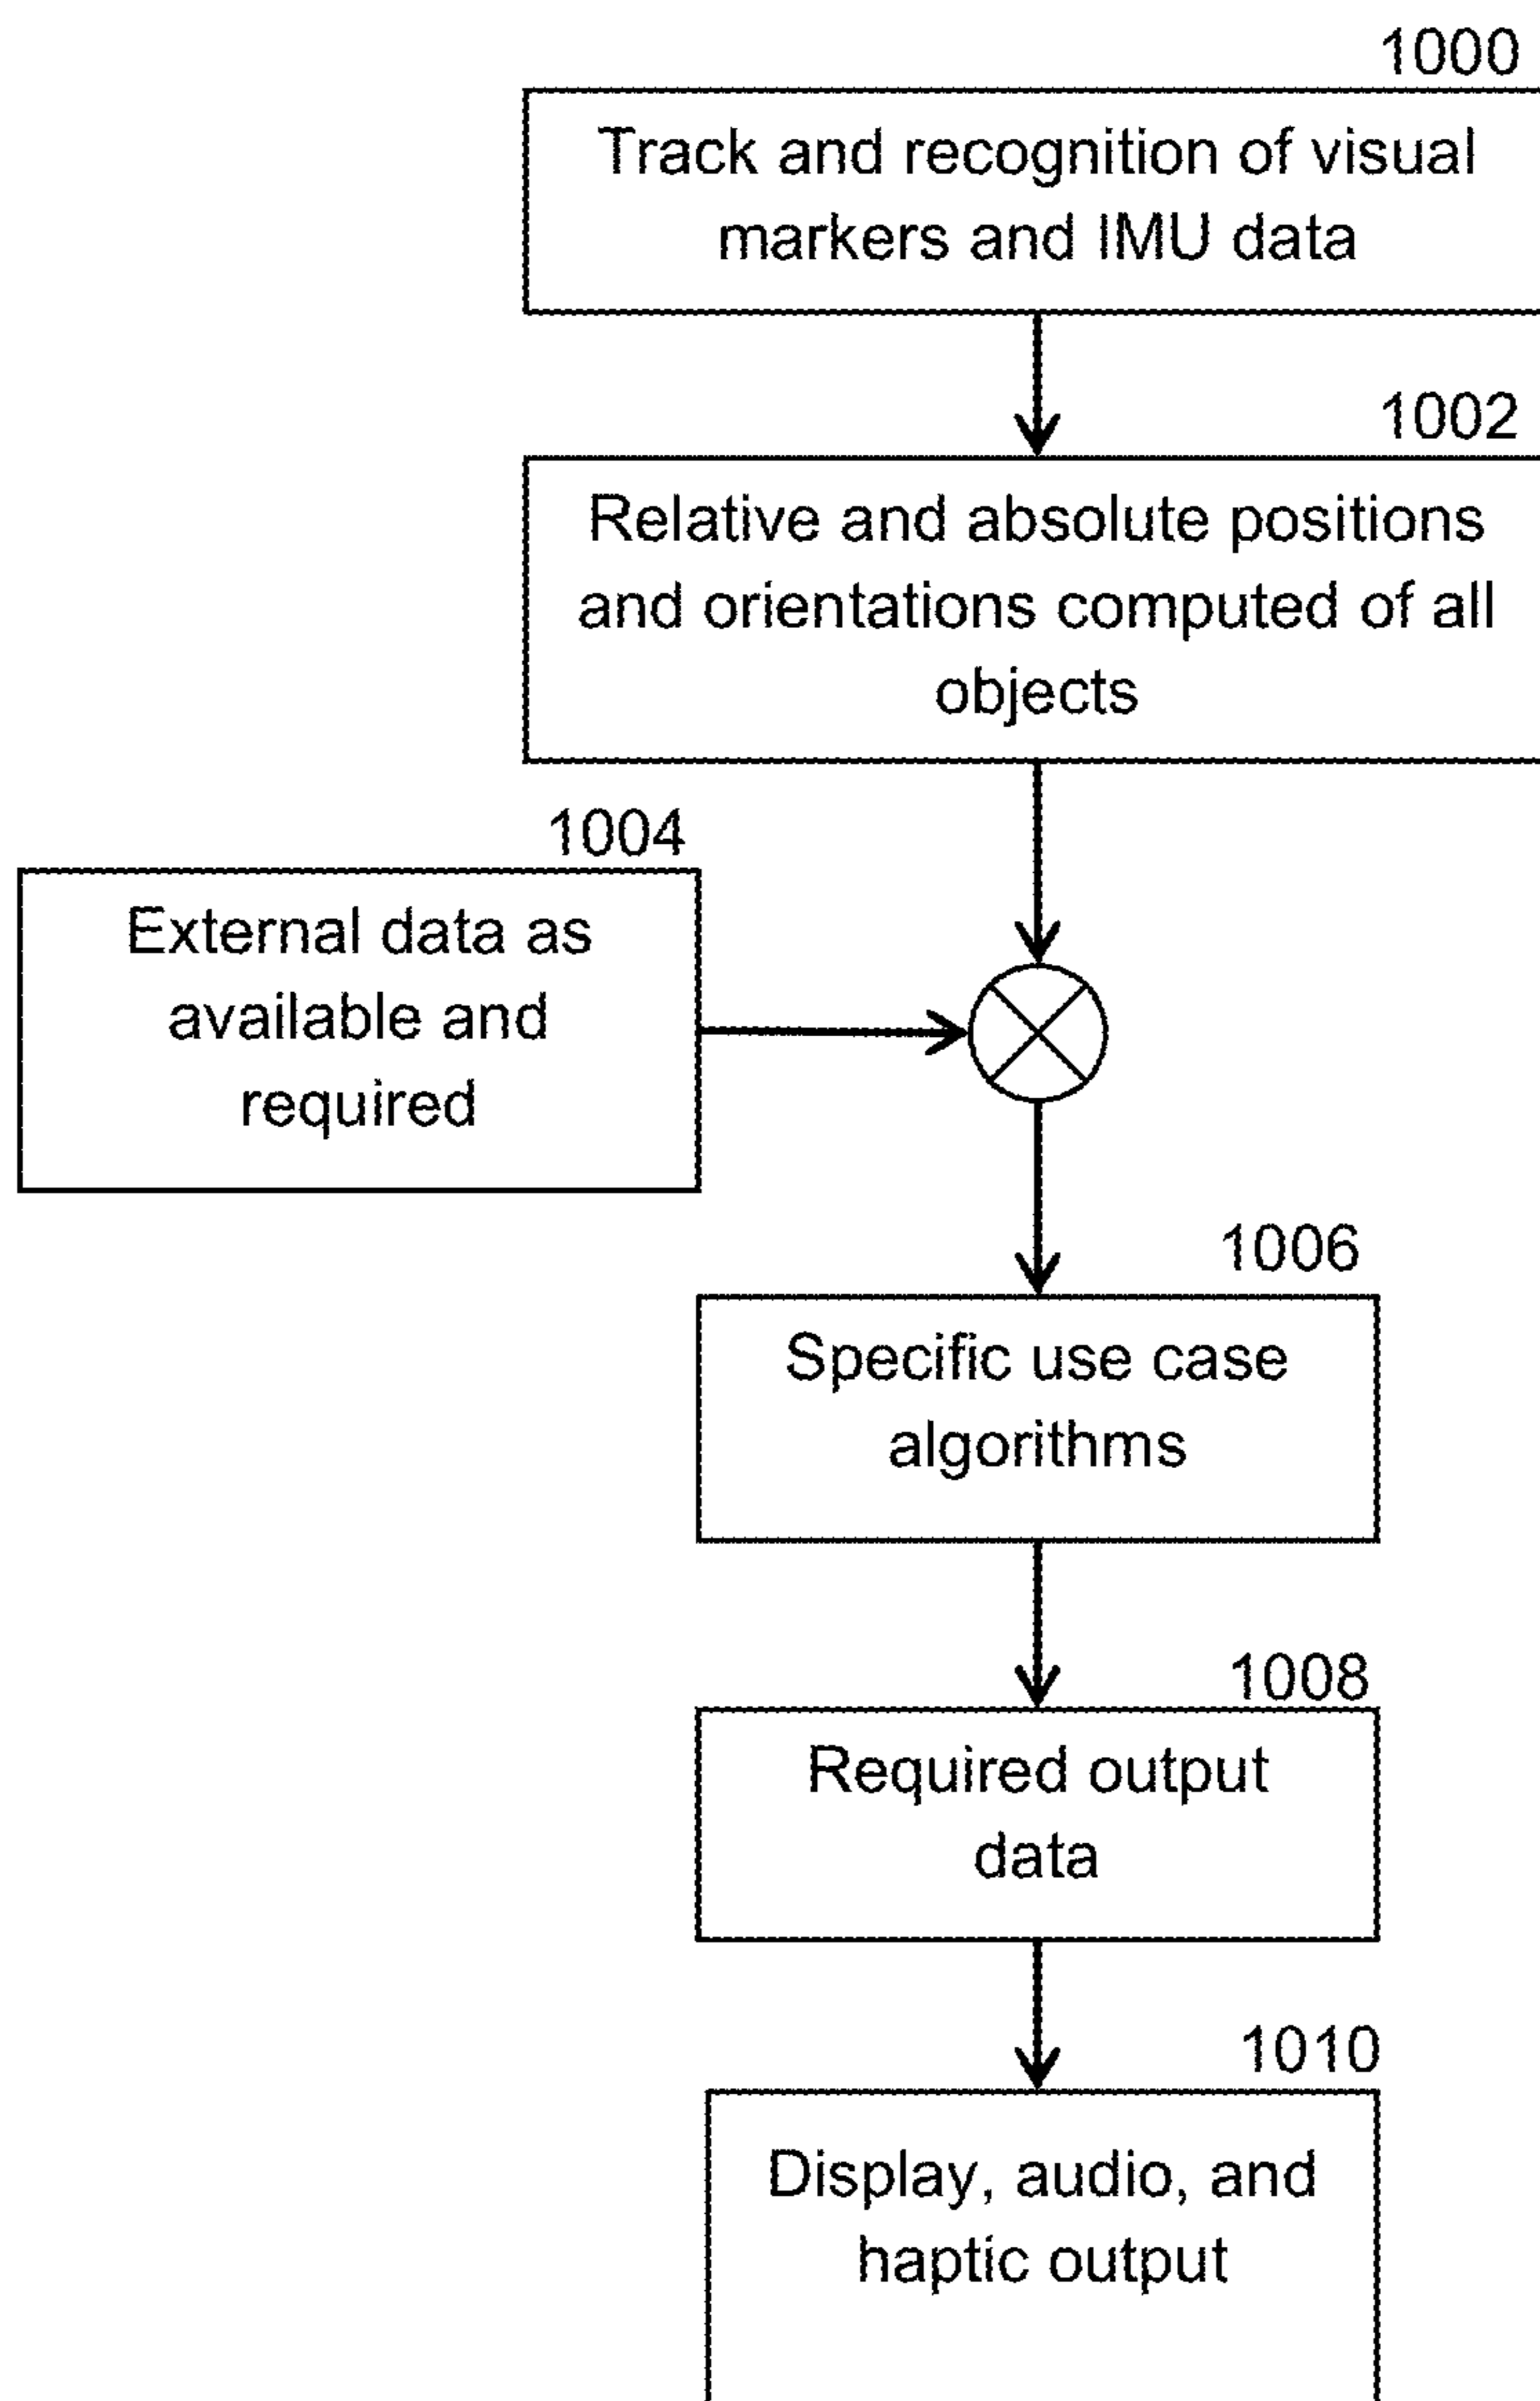 1000
Track and recognition of visual
markers and IMU data
1002
Relative and absolute positions
and orientations computed of all
objects
1004
External data as
available and
required
1006
Specific use case
algorithms
1008
Required output
data
1010
Display, audio, and
haptic output